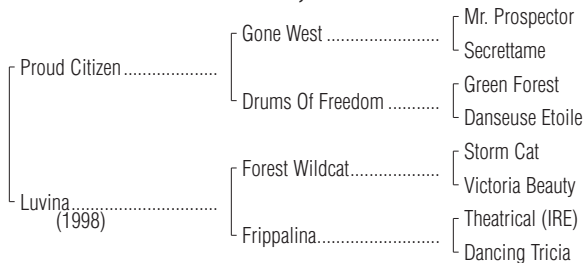 Mr. Prospector
Gone West ........................
Secrettame
Proud Citizen ....................
Green Forest
Drums Of Freedom ...........
Danseuse Etoile
Storm Cat
Forest Wildcat...................
Victoria Beauty
Luvina...............................
(1998)
Theatrical (IRE)
Frippalina..........................
Dancing Tricia